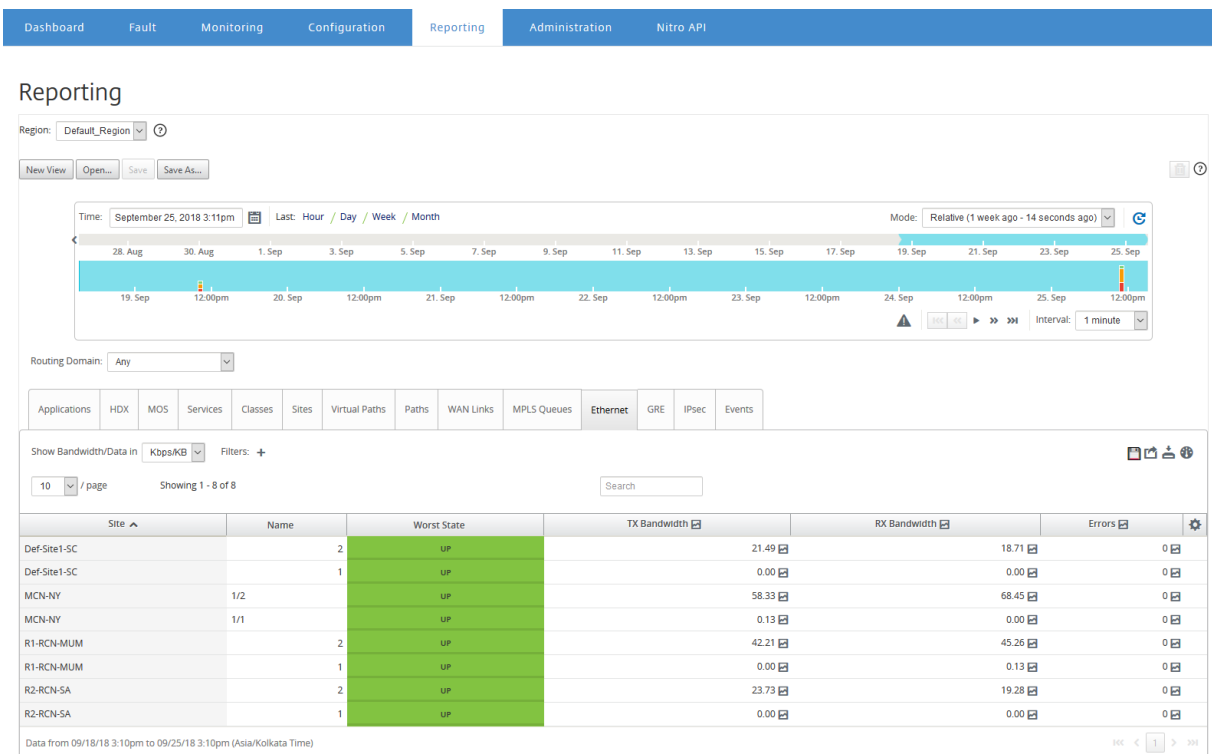 Dashboard Fault Monitoring Configuration Reporting Administration Nitro API
Reporting
Region: Default_Region
New View Open... Save Save As...
Time: September 25, 2018 3:11pm Last: Hour / Day / Week / Month Mode: Relative (1 week ago - 14 seconds ago)
28. Aug 30. Aug 1. Sep 3. Sep 5. Sep 7. Sep 9. Sep 11. Sep 13. Sep 15. Sep 17. Sep 19. Sep 21. Sep 23. Sep 25. Sep
19. Sep 12:00pm 20. Sep 12:00pm 21. Sep 12:00pm 22. Sep 12:00pm 23. Sep 12:00pm 24. Sep 12:00pm 25. Sep 12:00pm
Interval: 1 minute
Routing Domain: Any
Applications HDX MOS Services Classes Sites Virtual Paths Paths WAN Links MPLS Queues Ethernet GRE IPsec Events
Show Bandwidth/Data in Kbps/KB Filters: +
10 / page Showing 1 - 8 of 8 Search
Site Name Worst State TX Bandwidth RX Bandwidth Errors
Def-Site1-SC 2 UP 21.49 18.71 0
Def-Site1-SC 1 UP 0.00 0.00 0
MCN-NY 1/2 UP 58.33 68.45 0
MCN-NY 1/1 UP 0.13 0.00 0
R1-RCN-MUM 2 UP 42.21 45.26 0
R1-RCN-MUM 1 UP 0.00 0.13 0
R2-RCN-SA 2 UP 23.73 19.28 0
R2-RCN-SA 1 UP 0.00 0.00 0
Data from 09/18/18 3:10pm to 09/25/18 3:10pm (Asia/Kolkata Time) 1